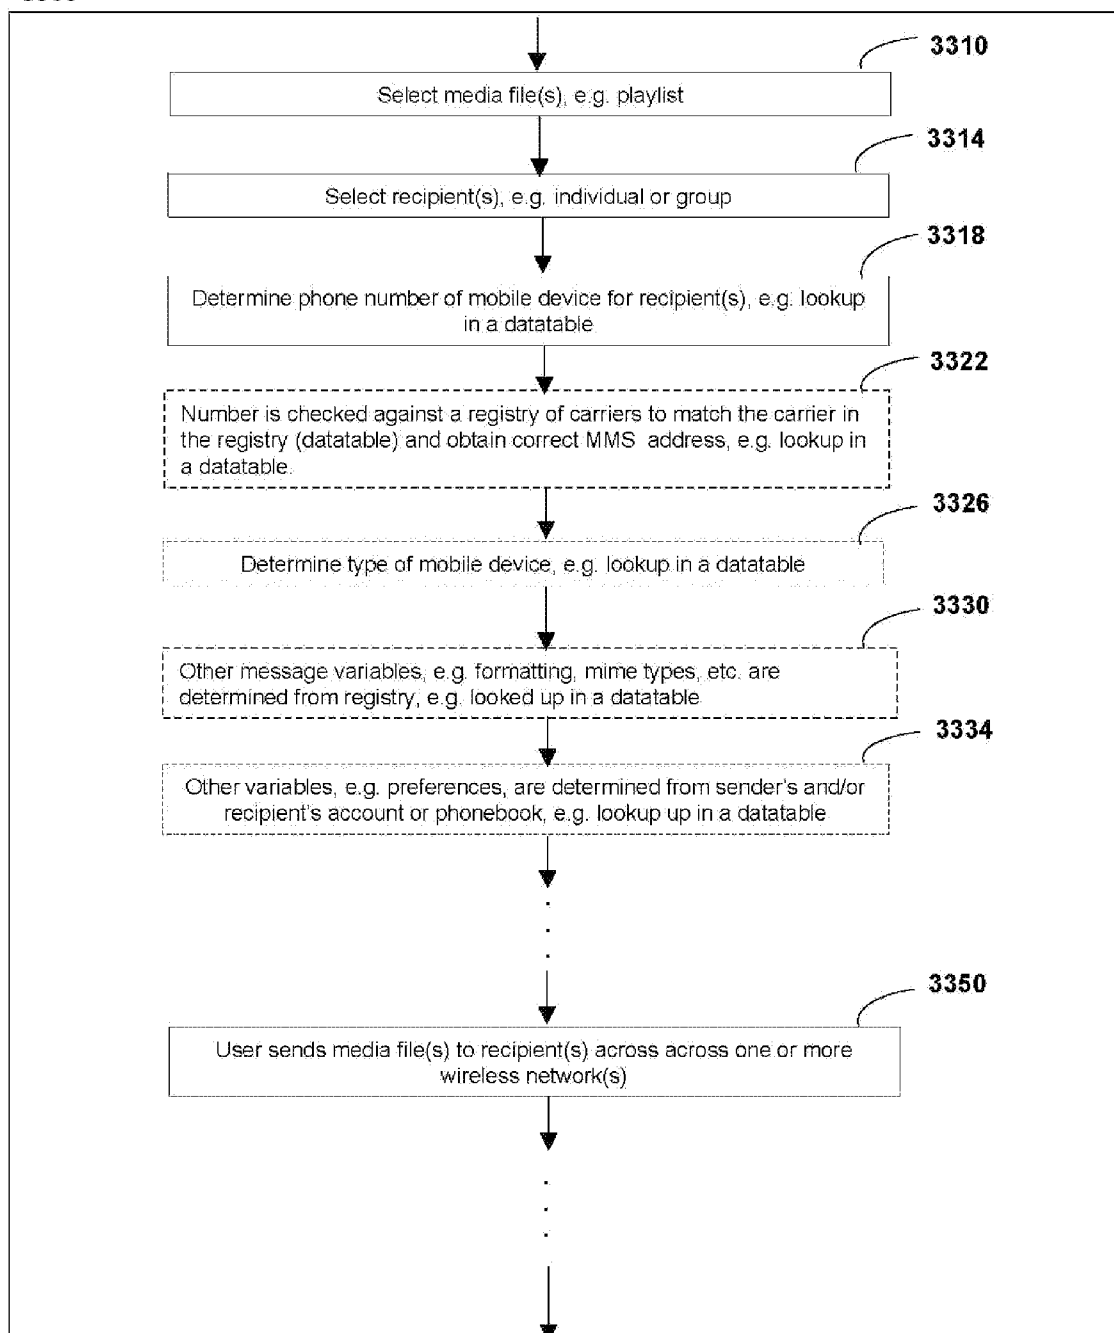 3310
Select media file(s), e.g. playlist
3314
Select recipient(s), e.g. individual or group
3318
Determine phone number of mobile device for recipient(s), e.g. lookup
in a datatable
3322
Number is checked against a registry of carriers to match the carrier in
the registry (datatable) and obtain correct MMS address, e.g. lookup in
a datatable.
3326
Determine type of mobile device, e.g. lookup in a datatable
3330
Other message variables, e.g. formatting, mime types, etc. are
determined from registry, e.g. looked up in a datatable
3334
Other variables, e.g. preferences, are determined from sender's and/or
recipient's account or phonebook, e.g. lookup up in a datatable
3350
User sends media file(s) to recipient(s) across across one or more
wireless network(s)